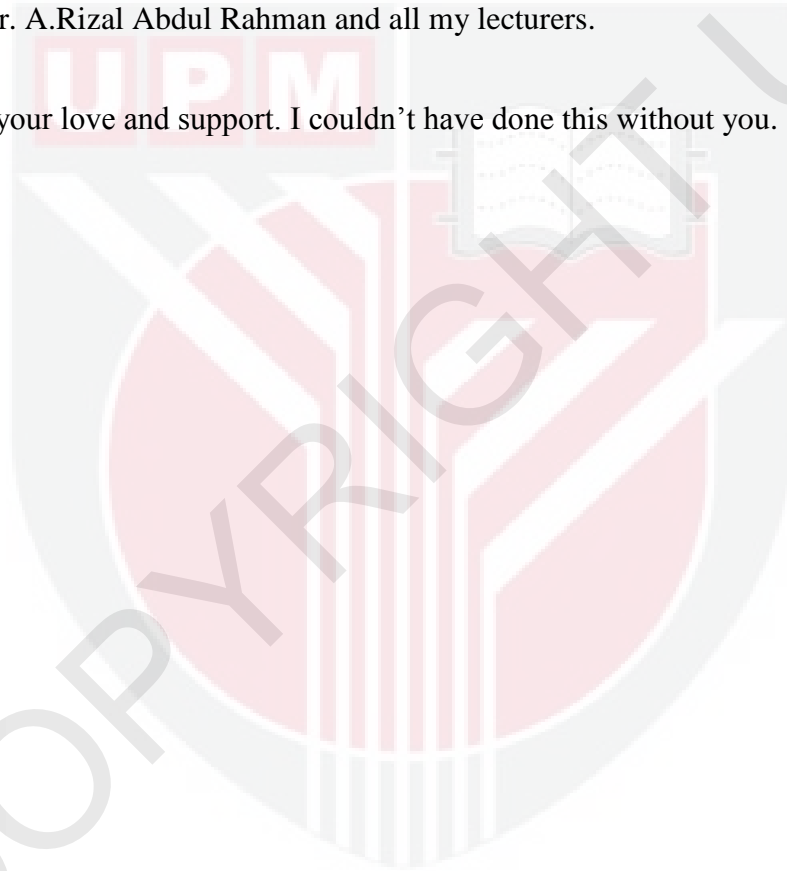 r. A.Rizal Abdul Rahman and all my lecturers.
UPM
your love and support. I couldn't have done this without you.
COPYRIGHT U